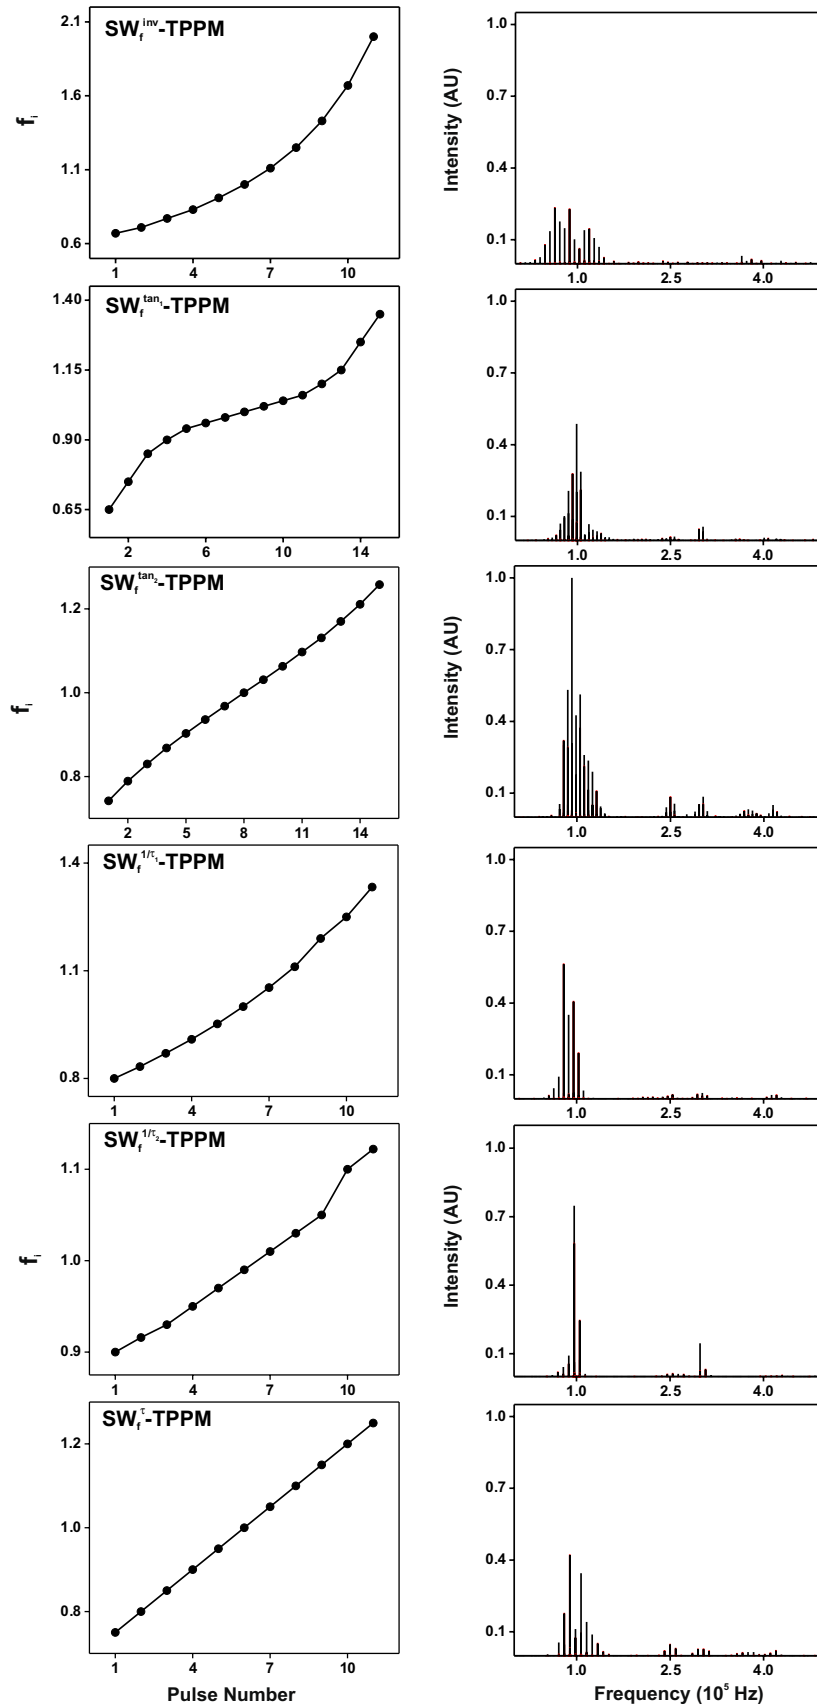 SW_f^inv-TPPM
2.1
1.6
1.1
0.6
f_i
1 4 7 10
Intensity (AU)
1.0
0.7
0.4
0.1
1.0 2.5 4.0
SW_f^tan₁-TPPM
1.40
1.15
0.90
0.65
2 6 10 14
1.0
0.7
0.4
0.1
1.0 2.5 4.0
SW_f^tan₂-TPPM
1.2
1.0
0.8
f_i
2 5 8 11 14
Intensity (AU)
1.0
0.7
0.4
0.1
1.0 2.5 4.0
SW_f^1/τ₁-TPPM
1.4
1.1
0.8
1 4 7 10
1.0
0.7
0.4
0.1
1.0 2.5 4.0
SW_f^1/τ₂-TPPM
1.1
1.0
0.9
f_i
1 4 7 10
Intensity (AU)
1.0
0.7
0.4
0.1
1.0 2.5 4.0
SW_f^τ-TPPM
1.2
1.0
0.8
1 4 7 10
Pulse Number
1.0
0.7
0.4
0.1
1.0 2.5 4.0
Frequency (10⁵ Hz)